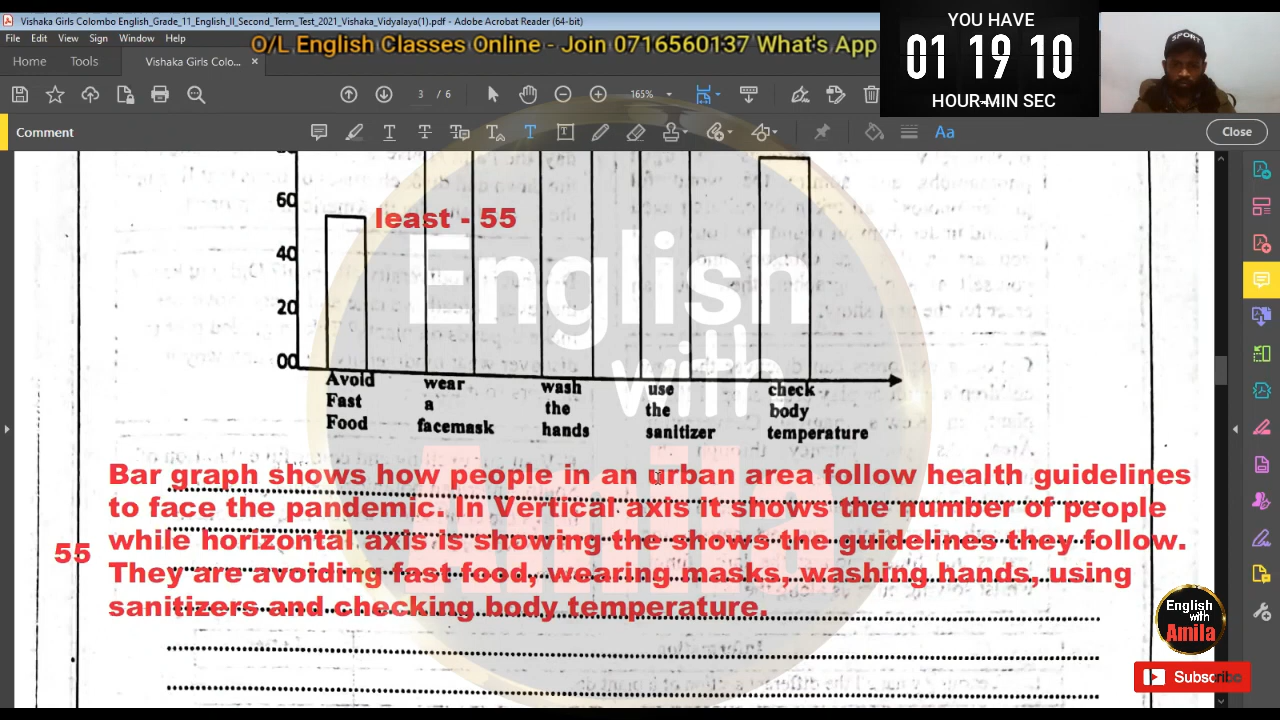 Vishaka Girls Colombo English_Grade_11_English_II_Second_Term_Test_2021_Vishaka_Vidyalaya(1).pdf - Adobe Acrobat Reader (64-bit)
File Edit View Sign Window Help
O/L English Classes Online - Join 0716560137 What's App
YOU HAVE
01 19 10
HOUR MIN SEC
SPORT
Home Tools Vishaka Girls Colo... ×
3 / 6 165%
Comment
Aa
Close
60
least - 55
40
20
00
English
with
Amila
Avoid Fast Food
wear a facemask
wash the hands
use the sanitizer
check body temperature
Bar graph shows how people in an urban area follow health guidelines
to face the pandemic. In Vertical axis it shows the number of people
55 while horizontal axis is showing the shows the guidelines they follow.
They are avoiding fast food, wearing masks, washing hands, using
sanitizers and checking body temperature.
English
with
Amila
Subscribe